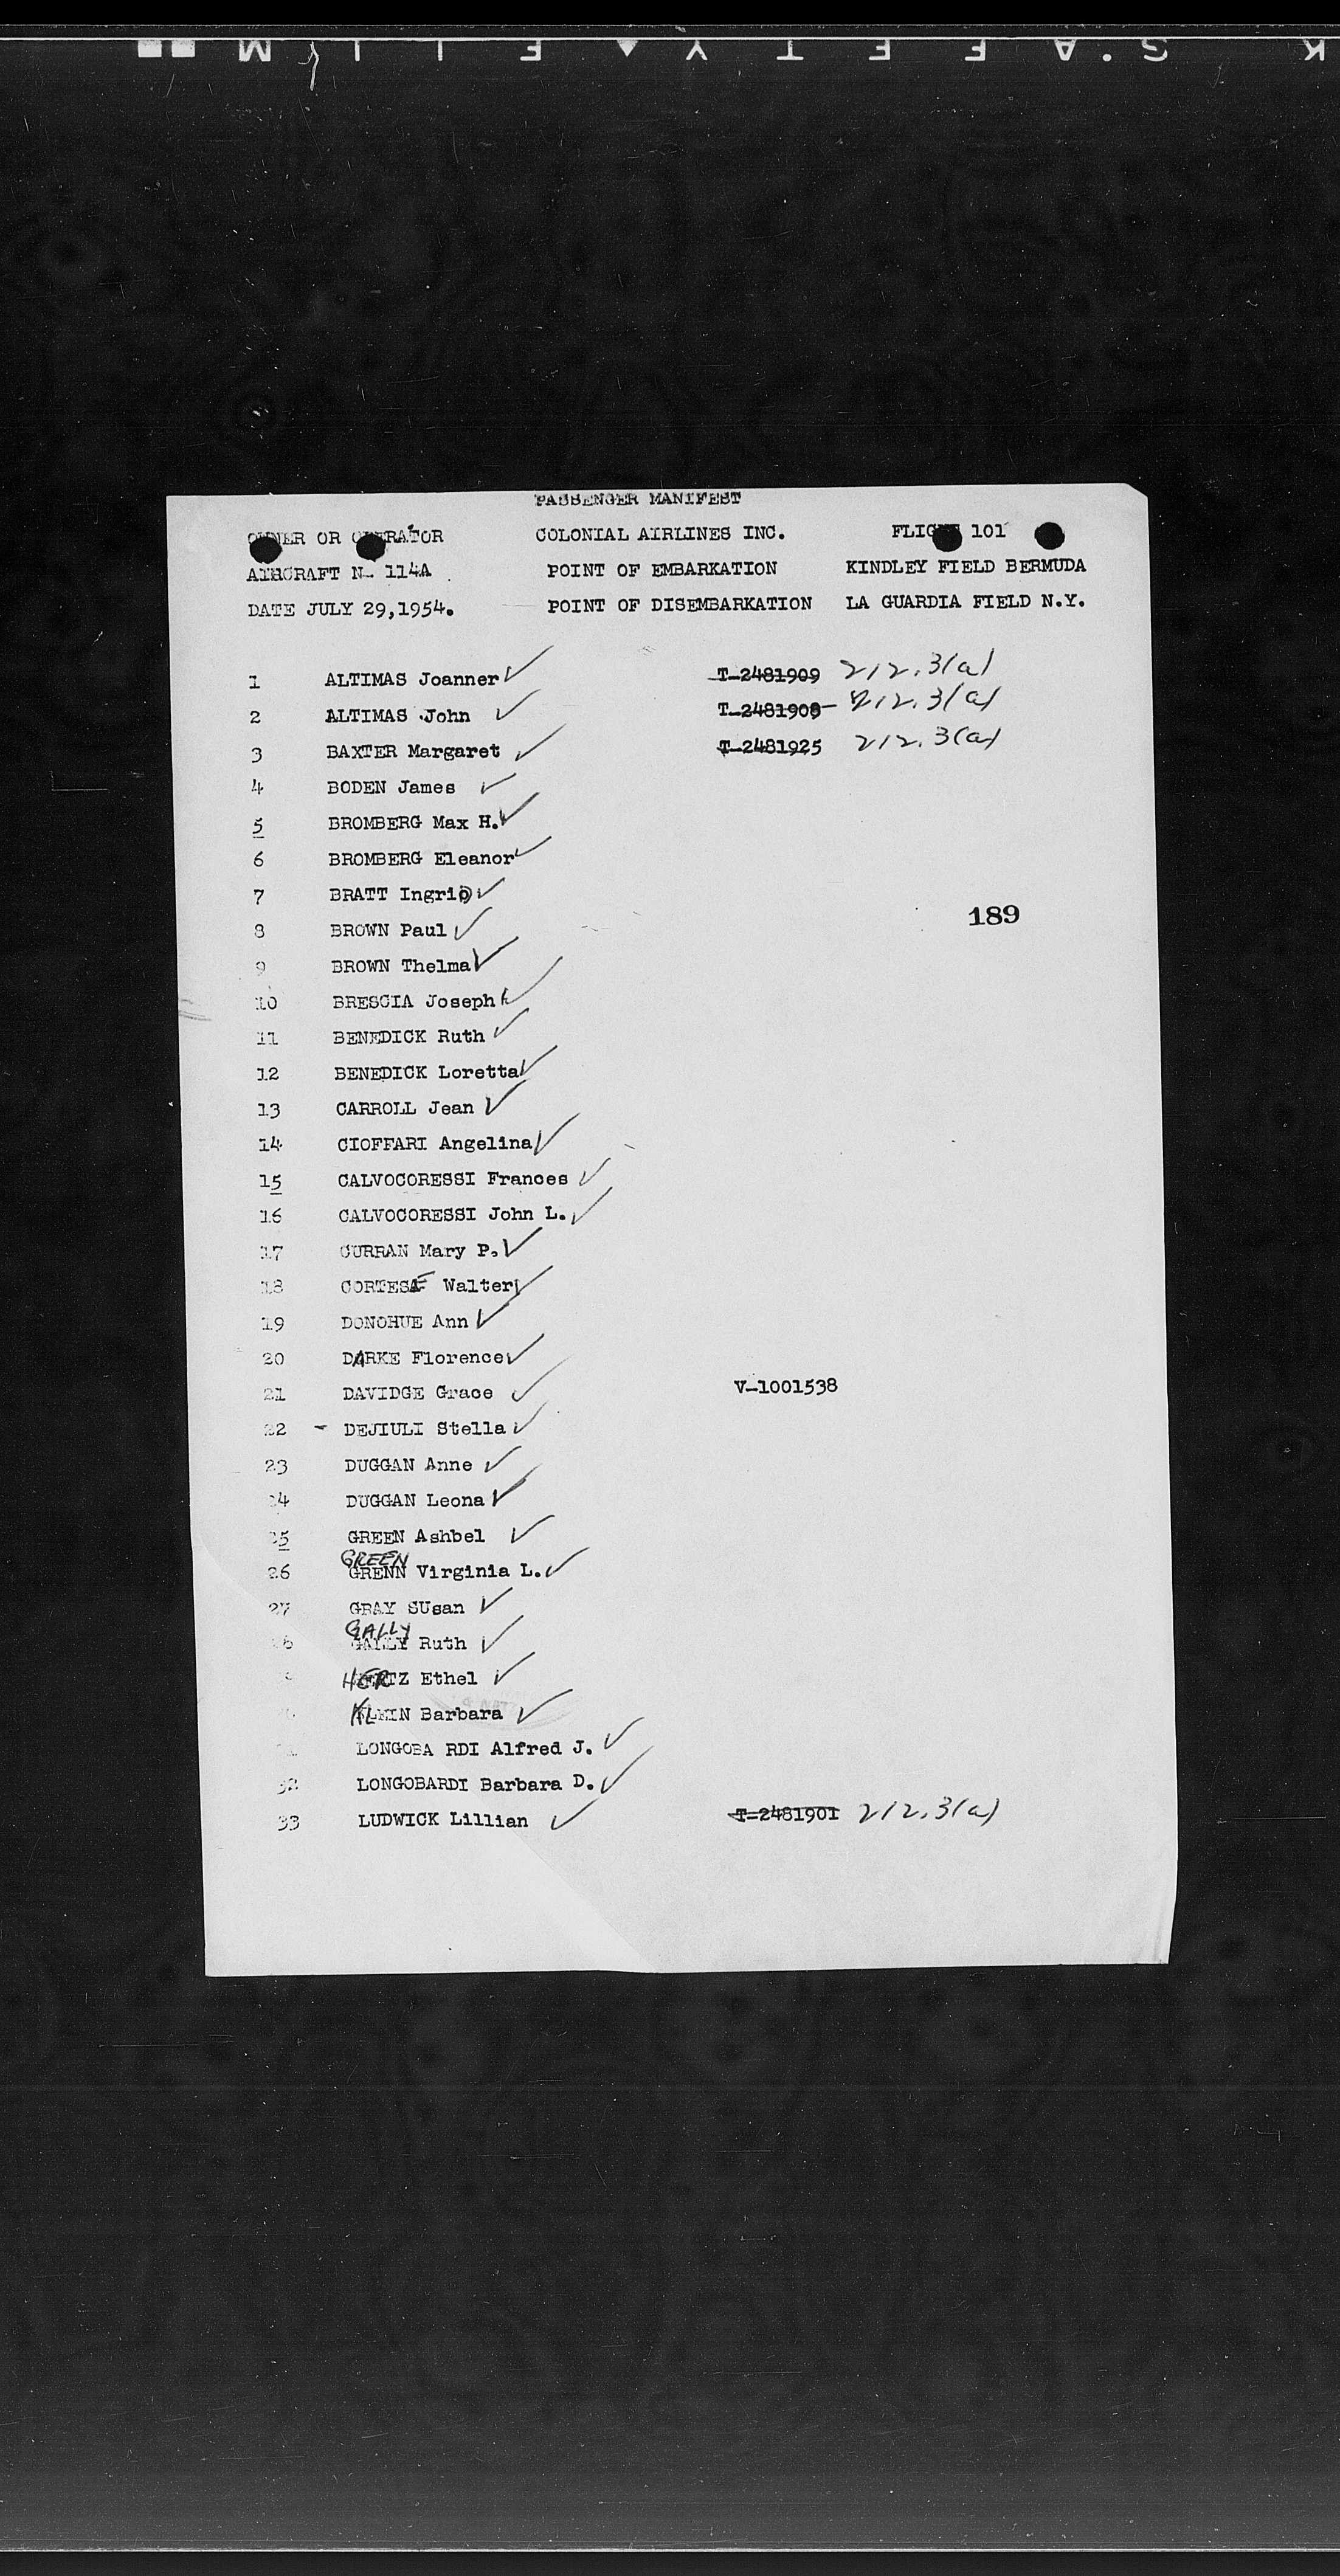 K SAFETY FILM
PASSENGER MANIFEST
OWNER OR OPERATOR COLONIAL AIRLINES INC. FLIGHT 101
AIRCRAFT N 114A POINT OF EMBARKATION KINDLEY FIELD BERMUDA
DATE JULY 29,1954. POINT OF DISEMBARKATION LA GUARDIA FIELD N.Y.
1 ALTIMAS Joanner ✓ T-2481909 212.3(a)
2 ALTIMAS John ✓ T-2481908 212.3(a)
3 BAXTER Margaret ✓ T-2481925 212.3(a)
4 BODEN James ✓
5 BROMBERG Max H. ✓
6 BROMBERG Eleanor ✓
7 BRATT Ingrid ✓
189
8 BROWN Paul ✓
9 BROWN Thelma ✓
10 BRESCIA Joseph ✓
11 BENEDICK Ruth ✓
12 BENEDICK Loretta ✓
13 CARROLL Jean ✓
14 CIOFFARI Angelina ✓
15 CALVOCORESSI Frances ✓
16 CALVOCORESSI John L. ✓
17 CURRAN Mary P. ✓
18 CORTESE Walter ✓
19 DONOHUE Ann ✓
20 DARKE Florence ✓
21 DAVIDGE Grace ✓ V-1001538
22 - DEJIULI Stella ✓
23 DUGGAN Anne ✓
24 DUGGAN Leona ✓
25 GREEN Ashbel ✓
GREEN
26 GRENN Virginia L. ✓
27 GRAY SUsan ✓
GALLY
GALLY Ruth ✓
HERTZ Ethel ✓
KLEIN Barbara ✓
LONGOBA RDI Alfred J. ✓
32 LONGOBARDI Barbara D. ✓
33 LUDWICK Lillian ✓ T=2481901 212.3(a)